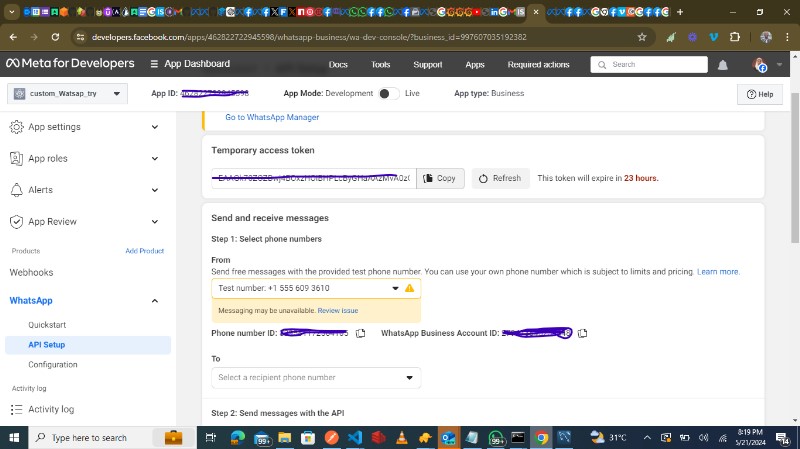 developers.facebook.com/apps/462822722945598/whatsapp-business/wa-dev-console/?business_id=997607035192382
Meta for Developers
App Dashboard
Docs
Tools
Support
Apps
Required actions
Search
custom_Watsap_try
App ID:
App Mode: Development
Live
App type: Business
Help
App settings
App roles
Alerts
App Review
Products
Add Product
Webhooks
WhatsApp
Quickstart
API Setup
Configuration
Activity log
Activity log
Go to WhatsApp Manager
Temporary access token
Copy
Refresh
This token will expire in 23 hours.
Send and receive messages
Step 1: Select phone numbers
From
Send free messages with the provided test phone number. You can use your own phone number which is subject to limits and pricing. Learn more.
Test number: +1 555 609 3610
Messaging may be unavailable. Review issue
Phone number ID:
WhatsApp Business Account ID:
To
Select a recipient phone number
Step 2: Send messages with the API
Type here to search
99+
99+
31°C
8:19 PM
5/21/2024
14